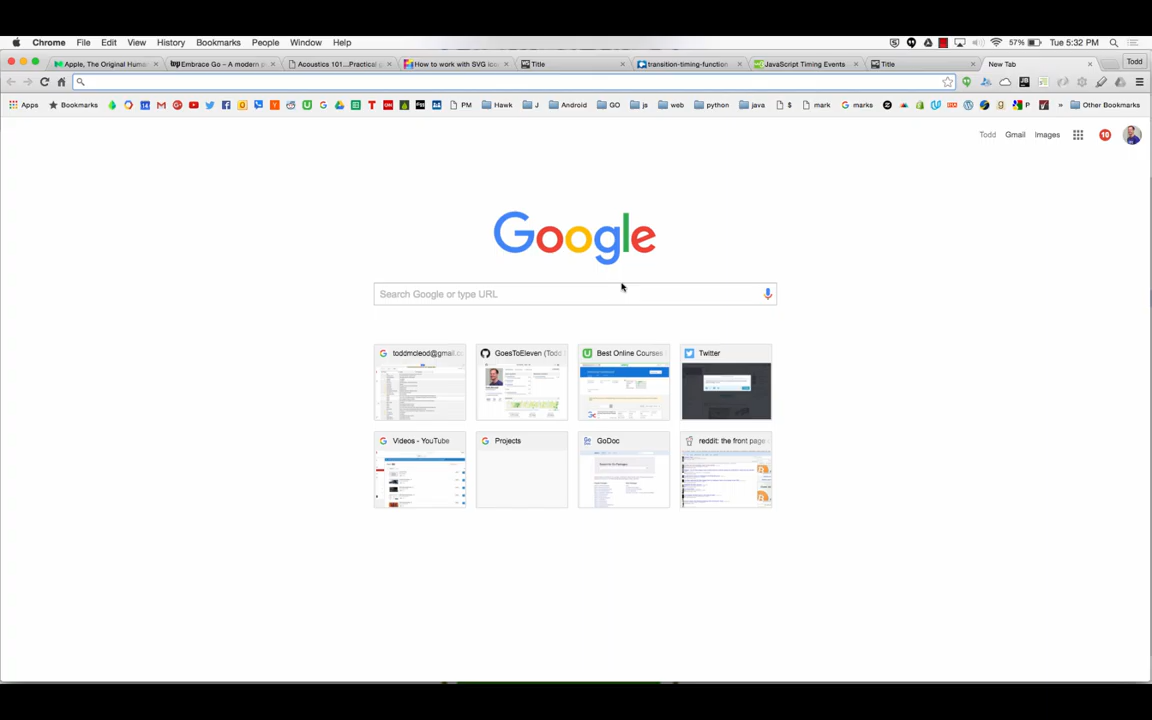 Chrome File Edit View History Bookmarks People Window Help 57% Tue 5:32 PM
Apple, The Original Huma Embrace Go – A modern p Acoustics 101...Practical g How to work with SVG ico Title transition-timing-function JavaScript Timing Events Title New Tab Todd
Apps Bookmarks PM Hawk J Android GO js web python java $ mark marks P » Other Bookmarks
Todd Gmail Images 10
Google
Search Google or type URL
toddmcleod@gmail.c GoesToEleven (Todd Best Online Courses Twitter
Videos - YouTube Projects GoDoc reddit: the front page